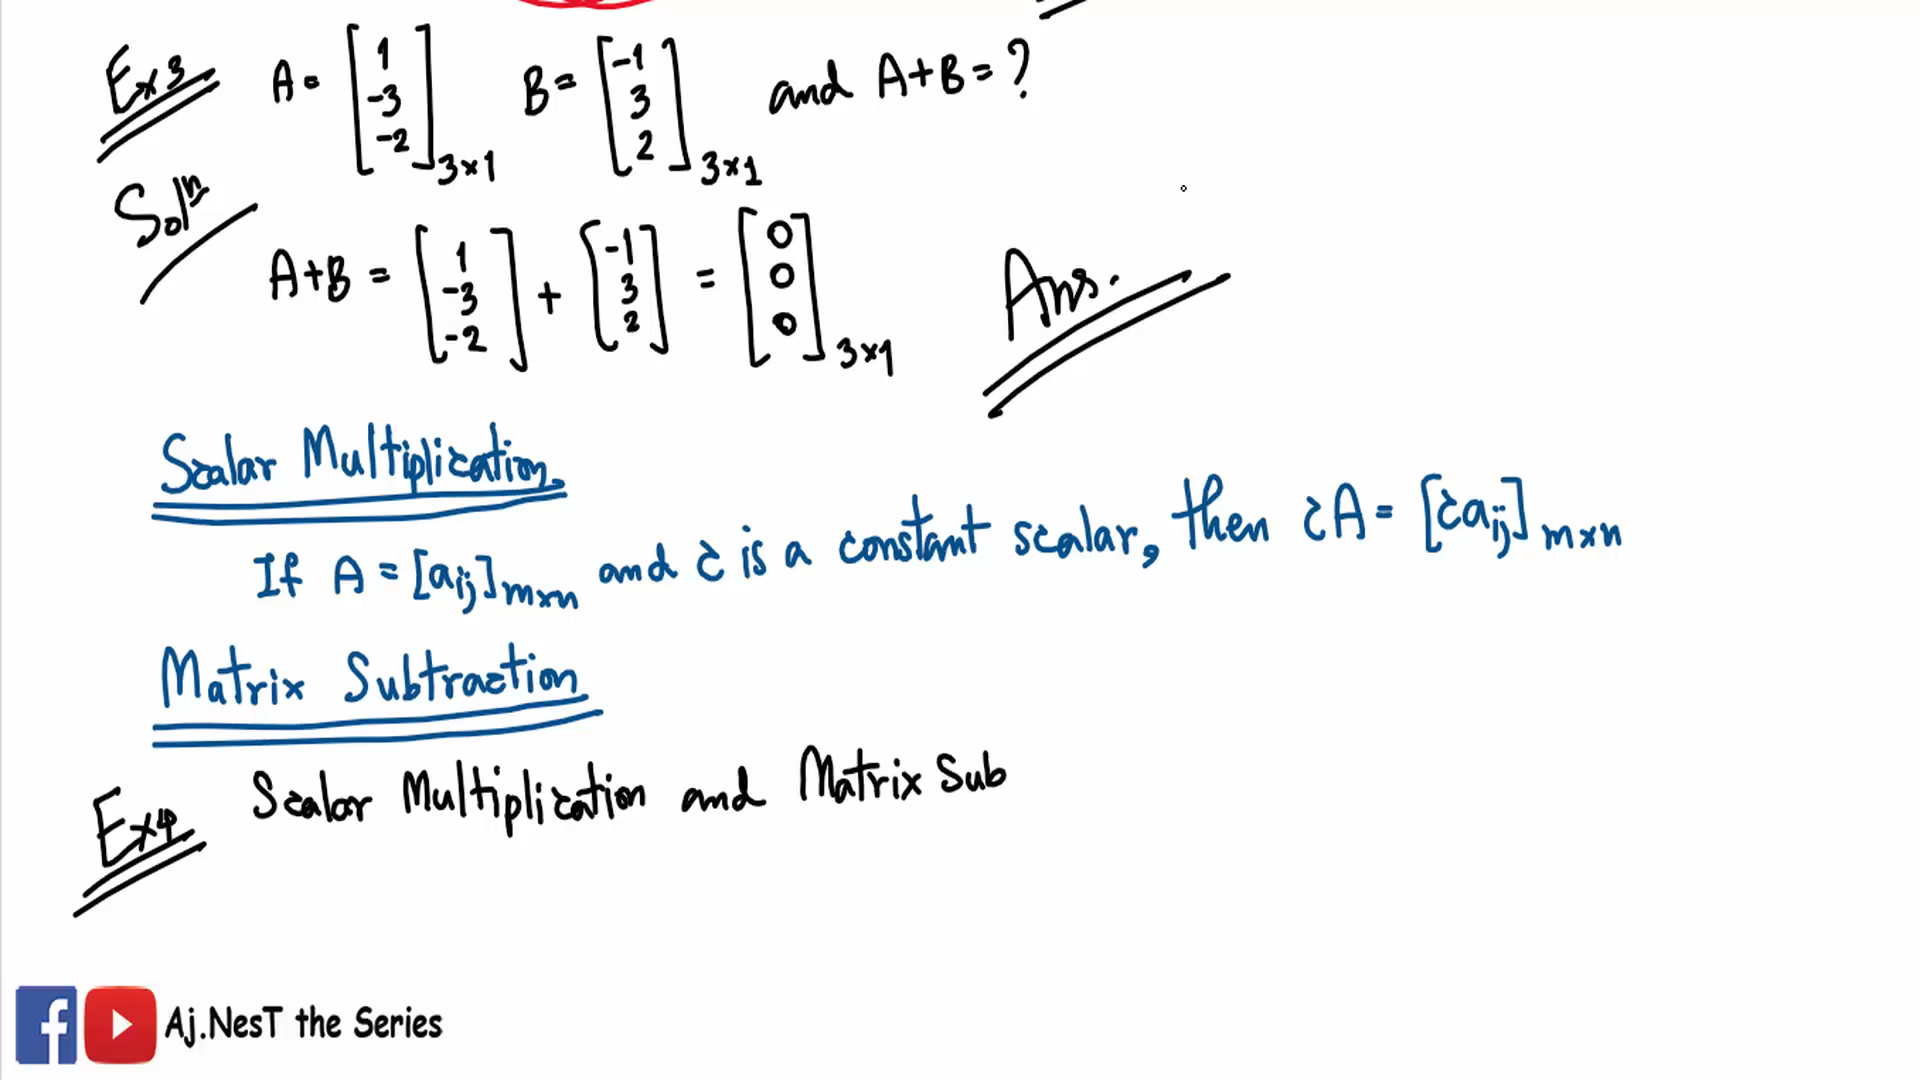 Ex3 A = [1 -3 -2]3×1 B = [-1 3 2]3×1 and A+B = ?
Soln
A+B = [1 -3 -2] + [-1 3 2] = [0 0 0]3×1 Ans.
Scalar Multiplication
If A = [aij]m×n and c is a constant scalar, then cA = [caij]m×n
Matrix Subtraction
Ex4 Scalar Multiplication and Matrix Sub
Aj.NesT the Series